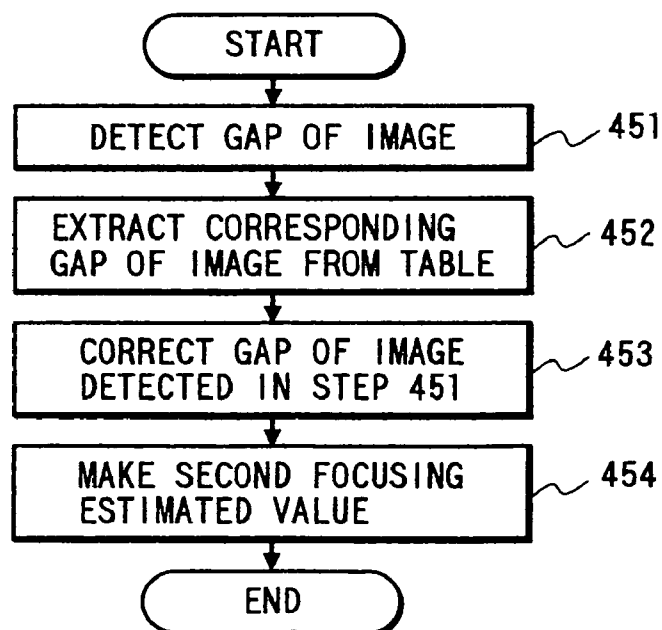 START
DETECT GAP OF IMAGE
451
EXTRACT CORRESPONDING
GAP OF IMAGE FROM TABLE
452
CORRECT GAP OF IMAGE
DETECTED IN STEP 451
453
MAKE SECOND FOCUSING
ESTIMATED VALUE
454
END